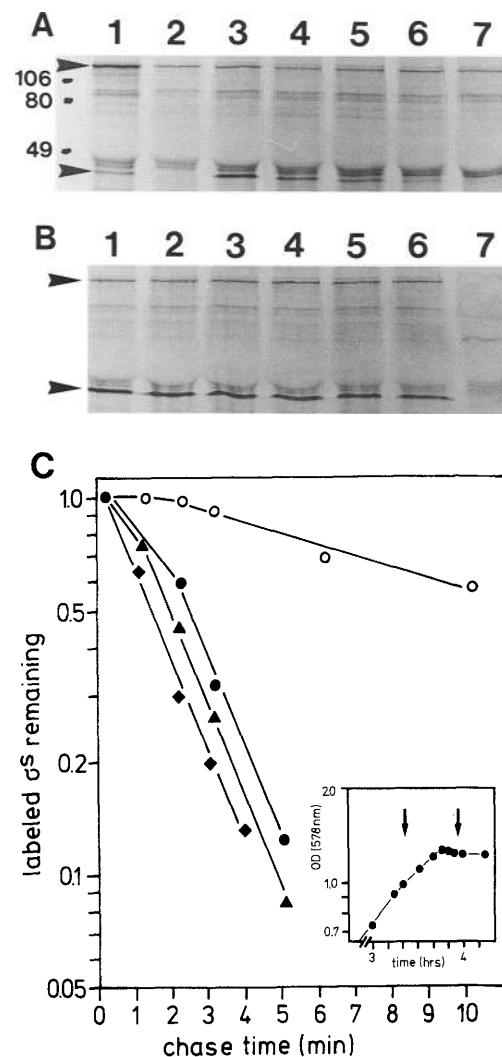 A
1 2 3 4 5 6 7
106
80
49
B
1 2 3 4 5 6 7
C
1.0
0.5
0.2
0.1
0.05
labeled σS remaining
0 1 2 3 4 5 6 7 8 9 10
chase time (min)
2.0
1.0
0.7
OD (578nm)
3 4
time (hrs)